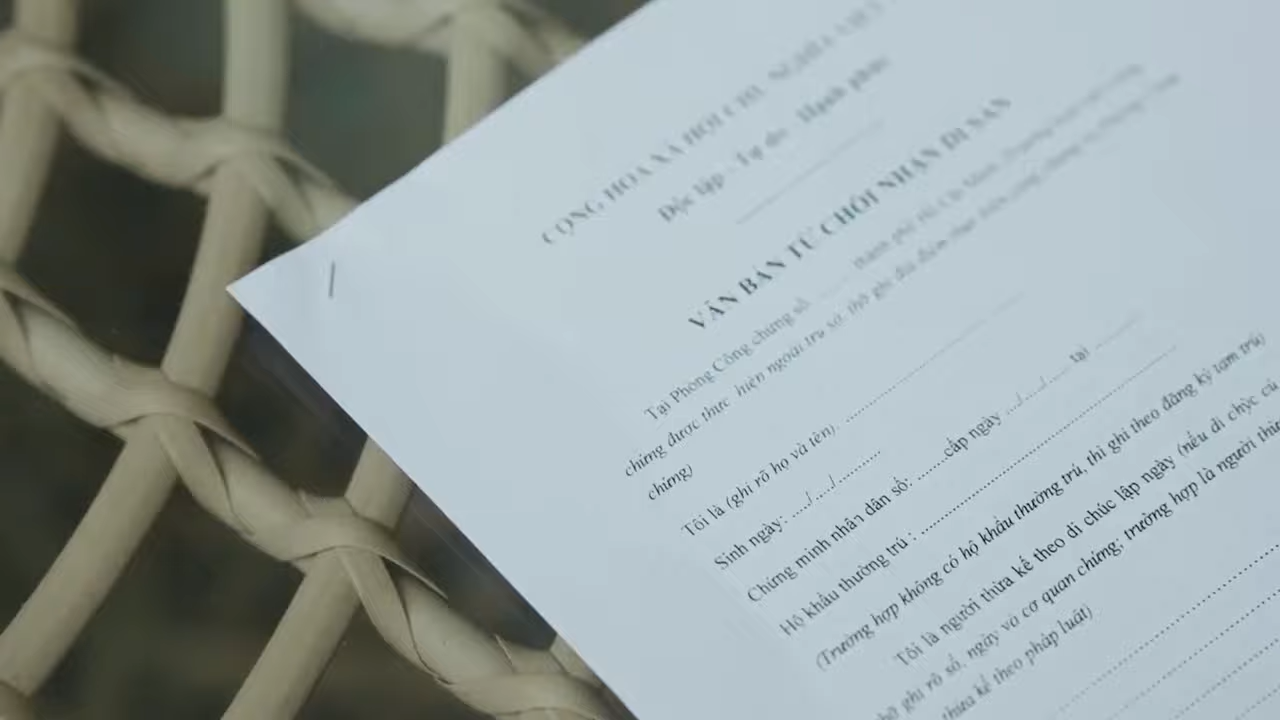 CỘNG HÒA XÃ HỘI CHỦ NGHĨA VIỆT
Độc lập - Tự do - Hạnh phúc
VĂN BẢN TỪ CHỐI NHẬN DI SẢN
Tại Phòng Công chứng số ........ thành phố Hồ Chí Minh
chứng được thực hiện ngoài trụ sở, thì ghi địa điểm thực hiện công chứng
chứng)
Tôi là (ghi rõ họ và tên): ........................................
Sinh ngày: .../.../........
Chứng minh nhân dân số: ........cấp ngày .../.../..... tại ........
Hộ khẩu thường trú : ........................................
(Trường hợp không có hộ khẩu thường trú, thì ghi theo đăng ký tạm trú)
Tôi là người thừa kế theo di chúc lập ngày (nếu di chúc có
ghi rõ số, ngày và cơ quan chứng; trường hợp là người thừa
thừa kế theo pháp luật)